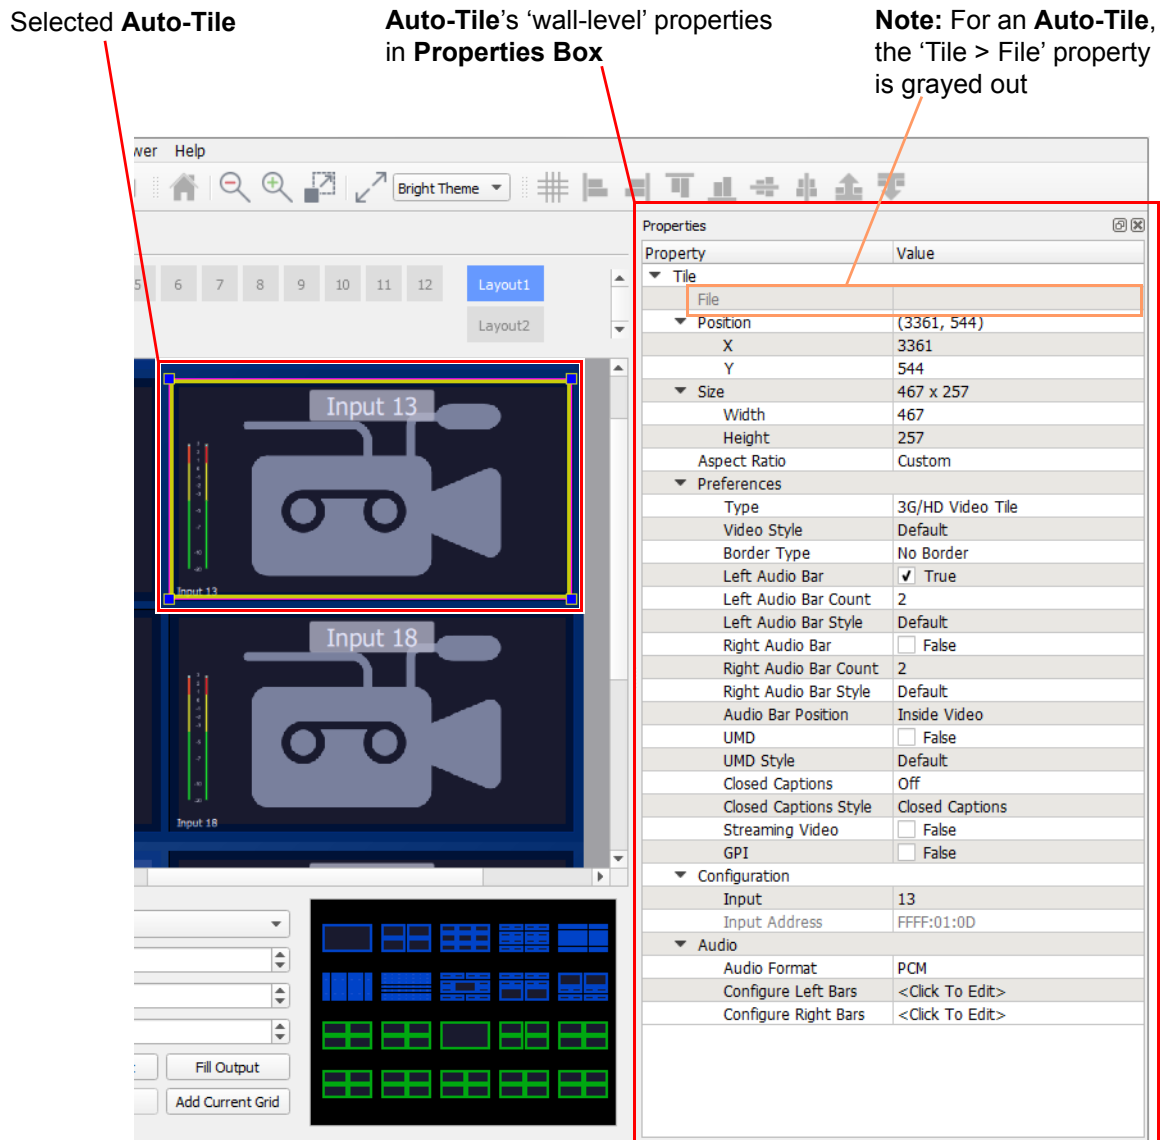 Selected Auto-Tile
Auto-Tile's 'wall-level' properties
in Properties Box
Note: For an Auto-Tile,
the 'Tile > File' property
is grayed out
wer Help
Bright Theme
5 6 7 8 9 10 11 12 Layout1
Layout2
Input 13
Input 13
Input 18
Input 18
Fill Output
Add Current Grid
Properties
Property Value
Tile
File
Position (3361, 544)
X 3361
Y 544
Size 467 x 257
Width 467
Height 257
Aspect Ratio Custom
Preferences
Type 3G/HD Video Tile
Video Style Default
Border Type No Border
Left Audio Bar True
Left Audio Bar Count 2
Left Audio Bar Style Default
Right Audio Bar False
Right Audio Bar Count 2
Right Audio Bar Style Default
Audio Bar Position Inside Video
UMD False
UMD Style Default
Closed Captions Off
Closed Captions Style Closed Captions
Streaming Video False
GPI False
Configuration
Input 13
Input Address FFFF:01:0D
Audio
Audio Format PCM
Configure Left Bars <Click To Edit>
Configure Right Bars <Click To Edit>